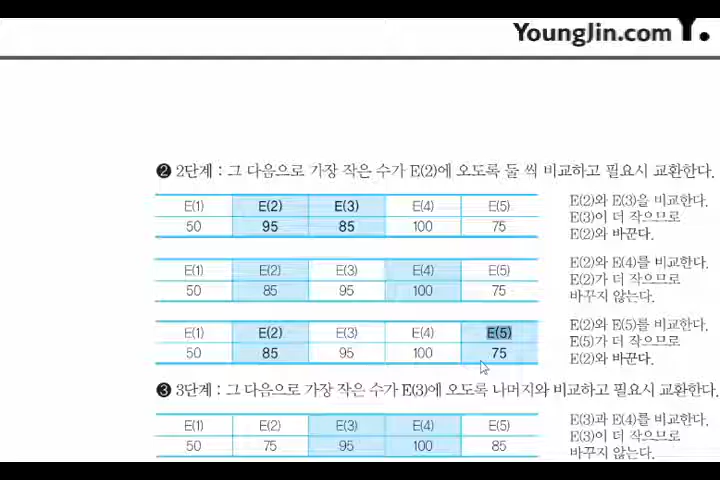 YoungJin.com Y.
❷ 2단계 : 그 다음으로 가장 작은 수가 E(2)에 오도록 둘 씩 비교하고 필요시 교환한다.
E(1) E(2) E(3) E(4) E(5)
50 95 85 100 75
E(2)와 E(3)을 비교한다.
E(3)이 더 작으므로
E(2)와 바꾼다.
E(1) E(2) E(3) E(4) E(5)
50 85 95 100 75
E(2)와 E(4)를 비교한다.
E(2)가 더 작으므로
바꾸지 않는다.
E(1) E(2) E(3) E(4) E(5)
50 85 95 100 75
E(2)와 E(5)를 비교한다.
E(5)가 더 작으므로
E(2)와 바꾼다.
❸ 3단계 : 그 다음으로 가장 작은 수가 E(3)에 오도록 나머지와 비교하고 필요시 교환한다.
E(1) E(2) E(3) E(4) E(5)
50 75 95 100 85
E(3)과 E(4)를 비교한다.
E(3)이 더 작으므로
바꾸지 않는다.